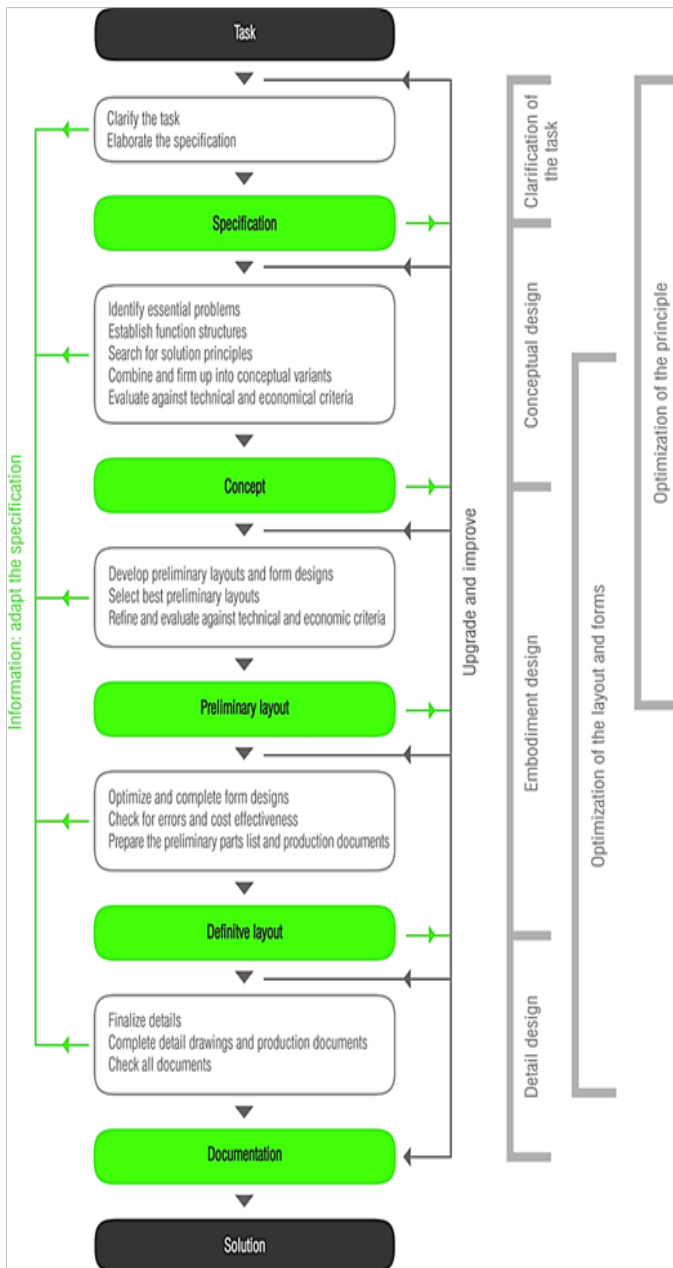 Task
Clarify the task
Elaborate the specification
Specification
Identify essential problems
Establish function structures
Search for solution principles
Combine and firm up into conceptual variants
Evaluate against technical and economical criteria
Concept
Develop preliminary layouts and form designs
Select best preliminary layouts
Refine and evaluate against technical and economic criteria
Preliminary layout
Optimize and complete form designs
Check for errors and cost effectiveness
Prepare the preliminary parts list and production documents
Definitve layout
Finalize details
Complete detail drawings and production documents
Check all documents
Documentation
Solution
Information: adapt the specification
Upgrade and improve
Clarification of
the task
Conceptual design
Embodiment design
Detail design
Optimization of the layout and forms
Optimization of the principle